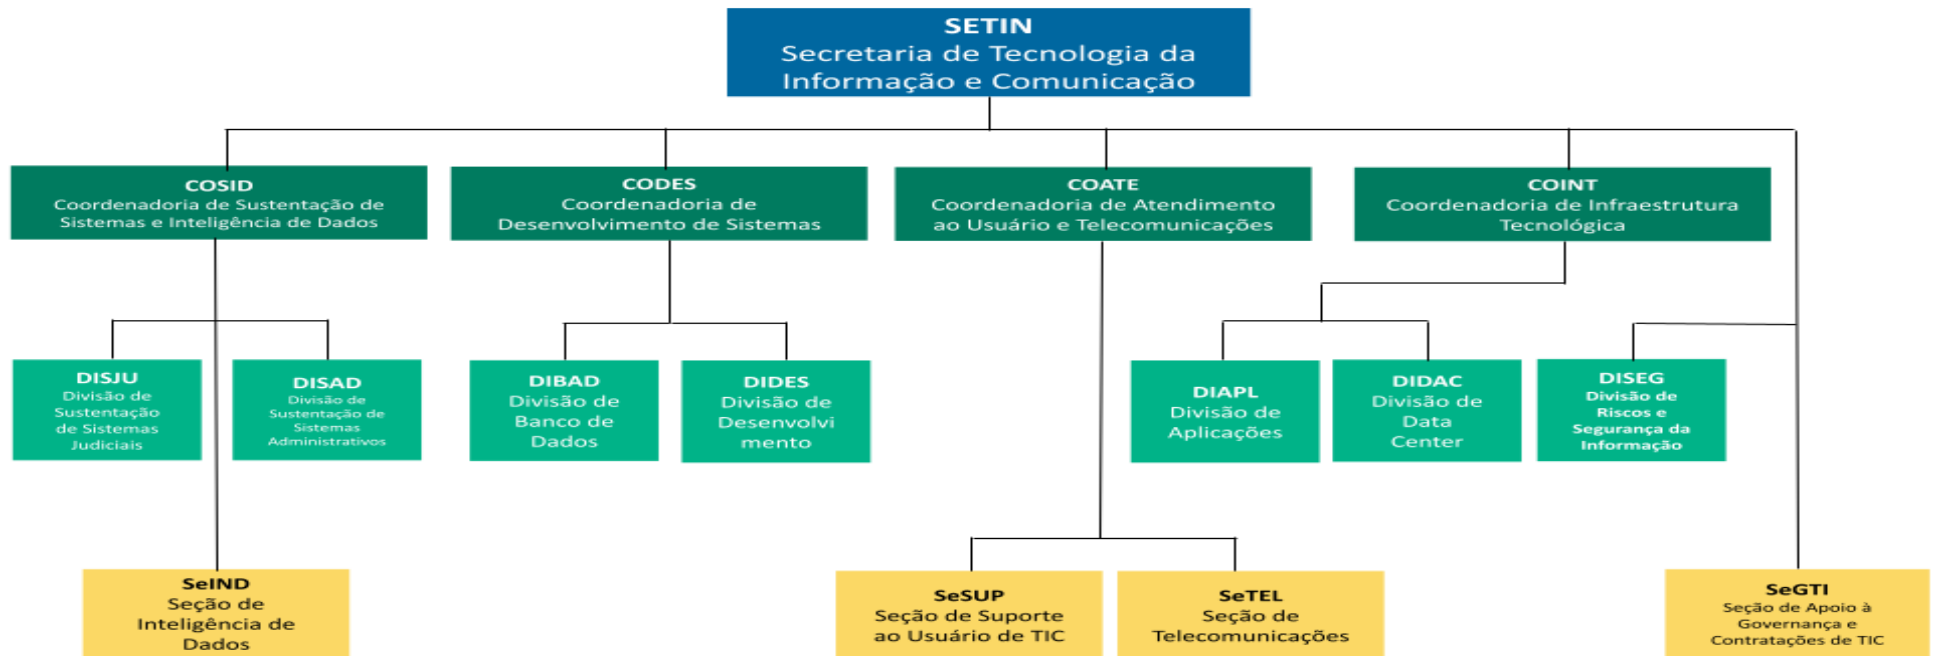 SETIN
Secretaria de Tecnologia da
Informação e Comunicação
COSID
Coordenadoria de Sustentação de
Sistemas e Inteligência de Dados
CODES
Coordenadoria de
Desenvolvimento de Sistemas
COATE
Coordenadoria de Atendimento
ao Usuário e Telecomunicações
COINT
Coordenadoria de Infraestrutura
Tecnológica
DISJU
Divisão de
Sustentação
de Sistemas
Judiciais
DISAD
Divisão de
Sustentação de
Sistemas
Administrativos
DIBAD
Divisão de
Banco de
Dados
DIDES
Divisão de
Desenvolvi
mento
DIAPL
Divisão de
Aplicações
DIDAC
Divisão de
Data
Center
DISEG
Divisão de
Riscos e
Segurança da
Informação
SeIND
Seção de
Inteligência de
Dados
SeSUP
Seção de Suporte
ao Usuário de TIC
SeTEL
Seção de
Telecomunicações
SeGTI
Seção de Apoio à
Governança e
Contratações de TIC